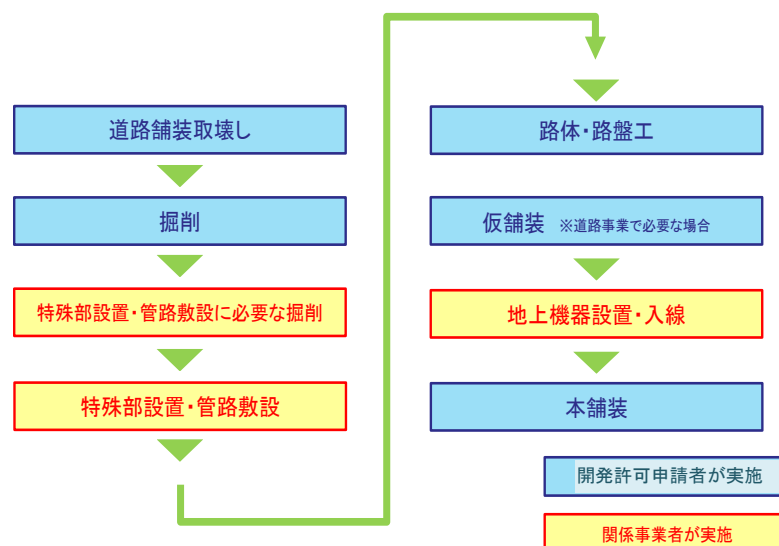 道路舗装取壊し
掘削
特殊部設置・管路敷設に必要な掘削
特殊部設置・管路敷設
路体・路盤工
仮舗装 ※道路事業で必要な場合
地上機器設置・入線
本舗装
開発許可申請者が実施
関係事業者が実施